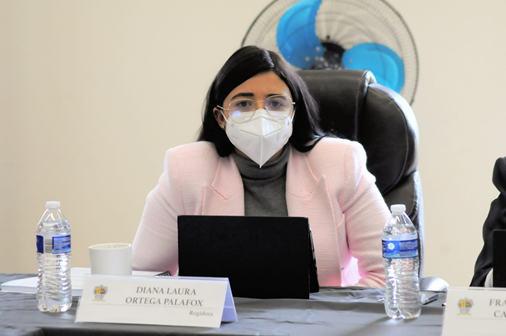 DIANA LAURA
ORTEGA PALAFOX
Regidora
FRA
CA